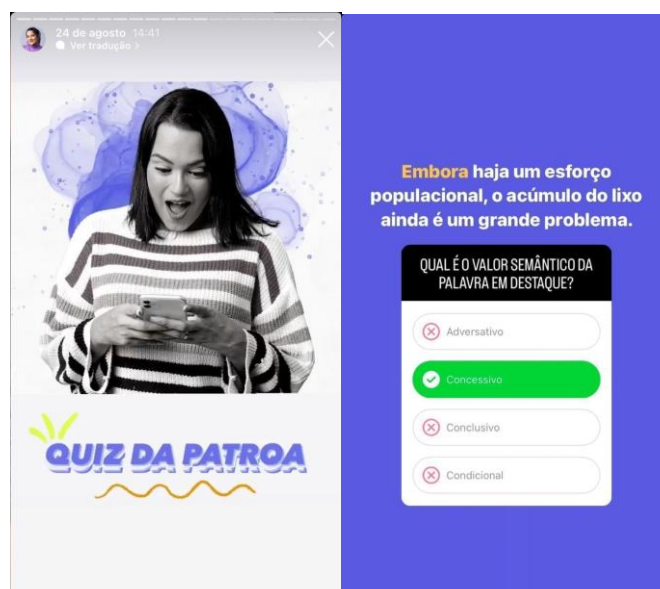 24 de agosto 14:41
Ver tradução >
QUIZ DA PATROA
Embora haja um esforço
populacional, o acúmulo do lixo
ainda é um grande problema.
QUAL É O VALOR SEMÂNTICO DA
PALAVRA EM DESTAQUE?
Adversativo
Concessivo
Conclusivo
Condicional